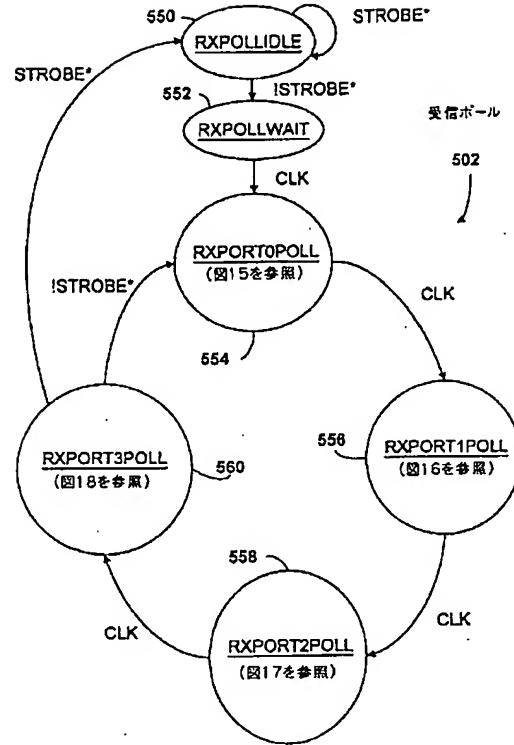 550
STROBE*
RXPOLLIDLE
STROBE*
!STROBE*
552
RXPOLLWAIT
受信ポール
502
CLK
RXPORT0POLL
(図15を参照)
!STROBE*
CLK
554
556
RXPORT1POLL
(図16を参照)
RXPORT3POLL
(図18を参照)
560
558
CLK
CLK
RXPORT2POLL
(図17を参照)